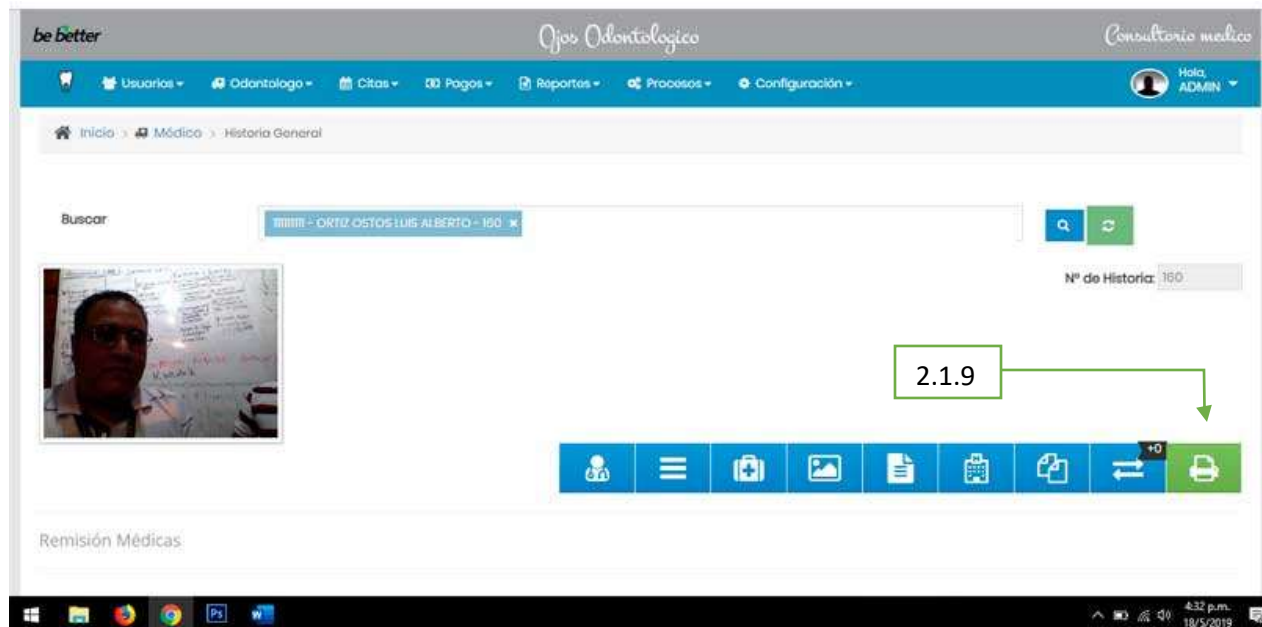 be better
Ojos Odontologico
Consultorio medico
Usuarios
Odontologo
Citas
Pagos
Reportes
Procesos
Configuración
Hola,
ADMIN
Inicio > Médico > Historia General
Buscar
- ORTIZ OSTOS LUIS ALBERTO - 160 ×
Nº de Historia: 160
2.1.9
+0
Remisión Médicas
Ps
4:32 p.m.
18/5/2019